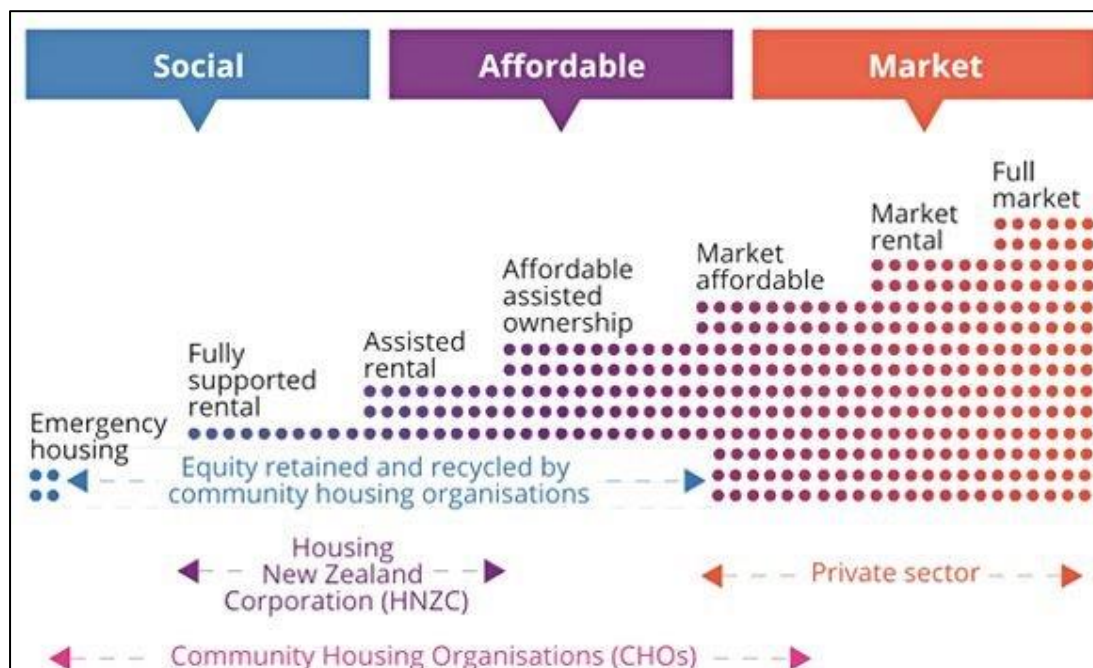 Social
Affordable
Market
Full
market
Market
rental
Market
affordable
Affordable
assisted
ownership
Assisted
rental
Fully
supported
rental
Emergency
housing
Equity retained and recycled by
community housing organisations
Housing
New Zealand
Corporation (HNZC)
Private sector
Community Housing Organisations (CHOs)